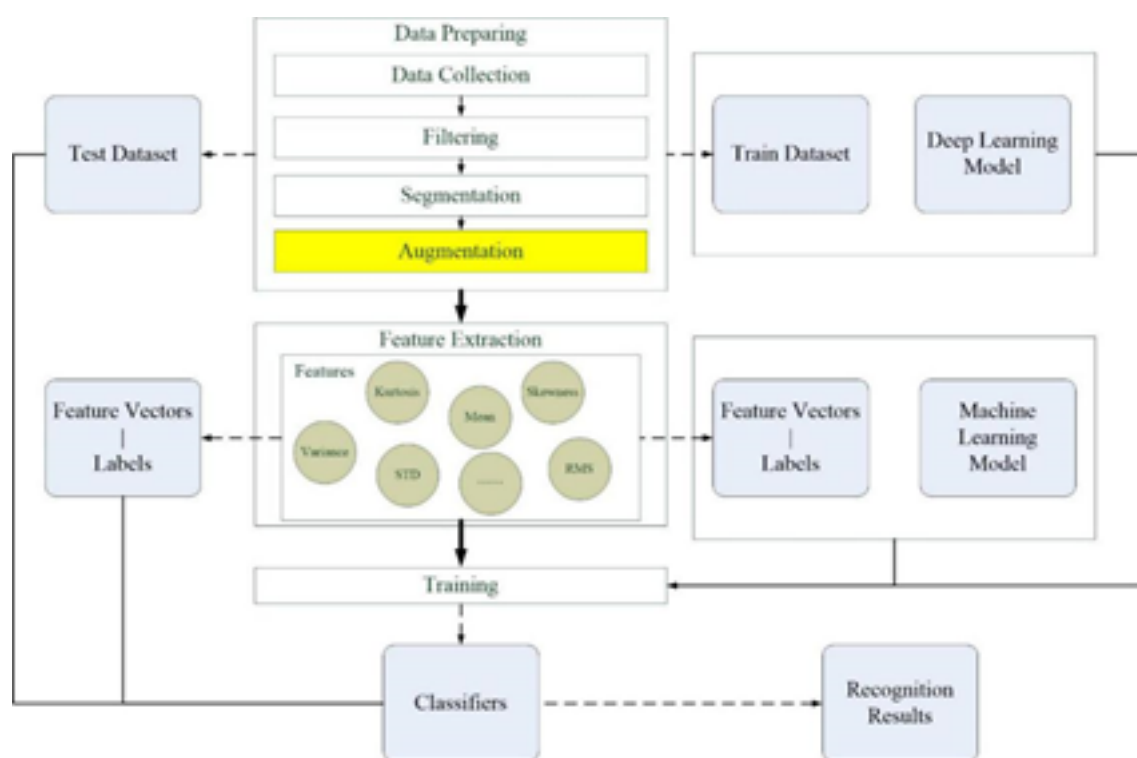 Data Preparing
Data Collection
Filtering
Segmentation
Augmentation
Test Dataset
Train Dataset
Deep Learning
Model
Feature Extraction
Features
Kurtosis
Skewness
Mean
Variance
STD
......
RMS
Feature Vectors
|
Labels
Feature Vectors
|
Labels
Machine
Learning
Model
Training
Classifiers
Recognition
Results